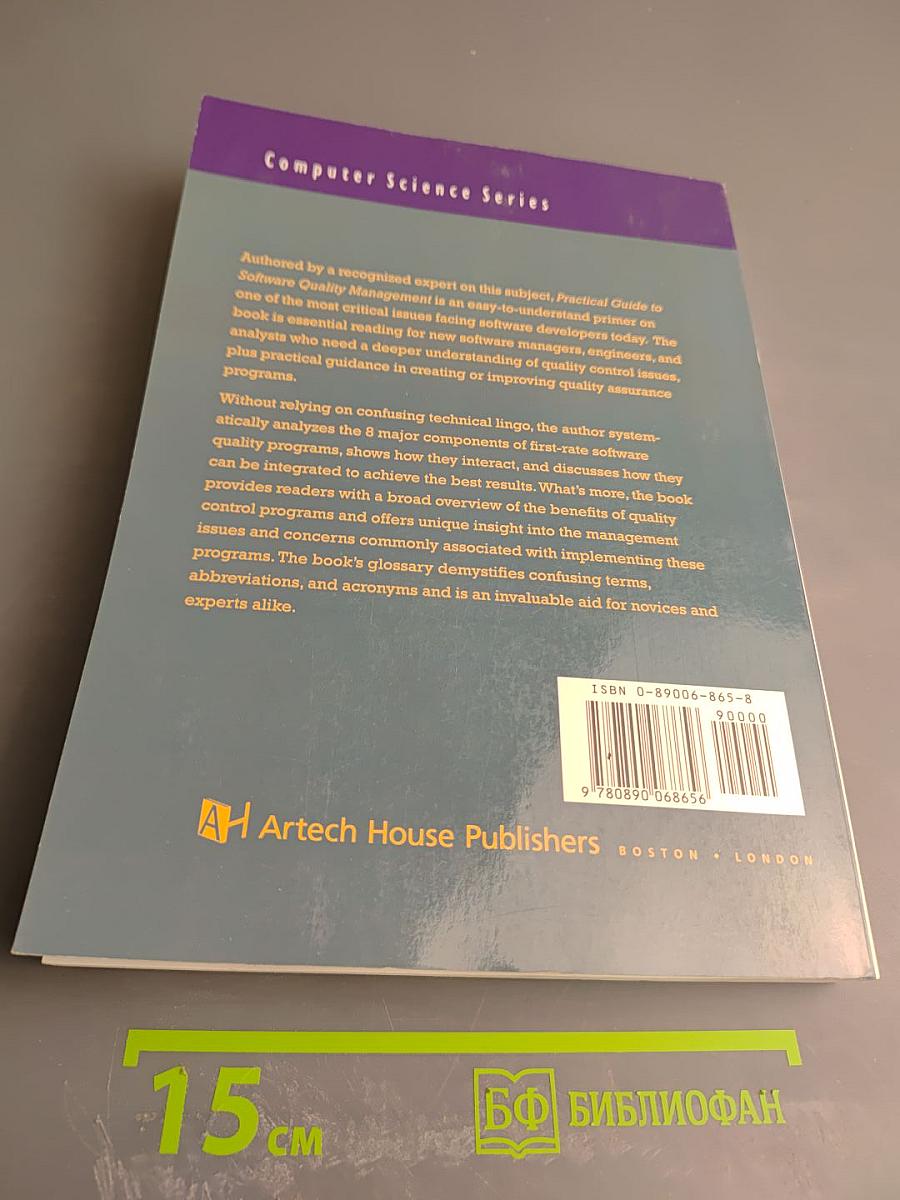 Computer Science Series
Authored by a recognized expert on this subject, Practical Guide to
Software Quality Management is an easy-to-understand primer on
one of the most critical issues facing software developers today. The
book is essential reading for new software managers, engineers, and
analysts who need a deeper understanding of quality control issues,
plus practical guidance in creating or improving quality assurance
programs.
Without relying on confusing technical lingo, the author system-
atically analyzes the 8 major components of first-rate software
quality programs, shows how they interact, and discusses how they
can be integrated to achieve the best results. What's more, the book
provides readers with a broad overview of the benefits of quality
control programs and offers unique insight into the management
issues and concerns commonly associated with implementing these
programs. The book's glossary demystifies confusing terms,
abbreviations, and acronyms and is an invaluable aid for novices and
experts alike.
ISBN 0-89006-865-8
90000
9 780890 068656
AH Artech House Publishers
BOSTON • LONDON
15 см
БФ БИБЛИОФАН